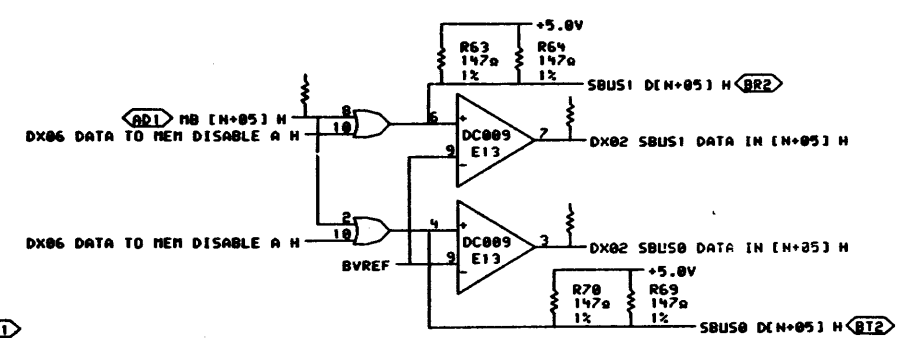 +5.0V
R63 R64
147Ω 147Ω
1% 1%
SBUS1 D[N+05] H BR2
AD1 MB [N+05] H
8
DX06 DATA TO MEM DISABLE A H
10
6
+
DC009
E13
9
-
7
DX02 SBUS1 DATA IN [N+05] H
2
DX06 DATA TO MEM DISABLE A H
10
4
+
DC009
E13
BVREF
9
-
3
DX02 SBUS0 DATA IN [N+05] H
+5.0V
R70 R69
147Ω 147Ω
1% 1%
SBUS0 D[N+05] H BT2
1